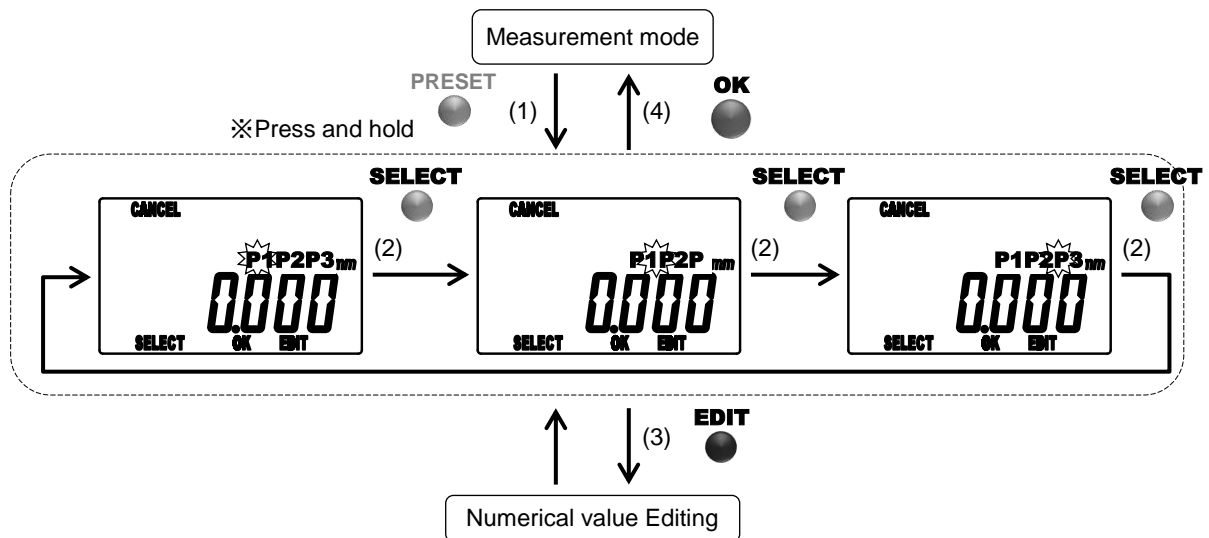 Measurement mode
PRESET
OK
(1)
(4)
※Press and hold
SELECT
SELECT
SELECT
CANCEL
CANCEL
CANCEL
(2)
(2)
(2)
P1P2P3mm
P1P2P mm
P1P2P3mm
0.000
0.000
0.000
SELECT OK EDIT
SELECT OK EDIT
SELECT OK EDIT
EDIT
(3)
Numerical value Editing